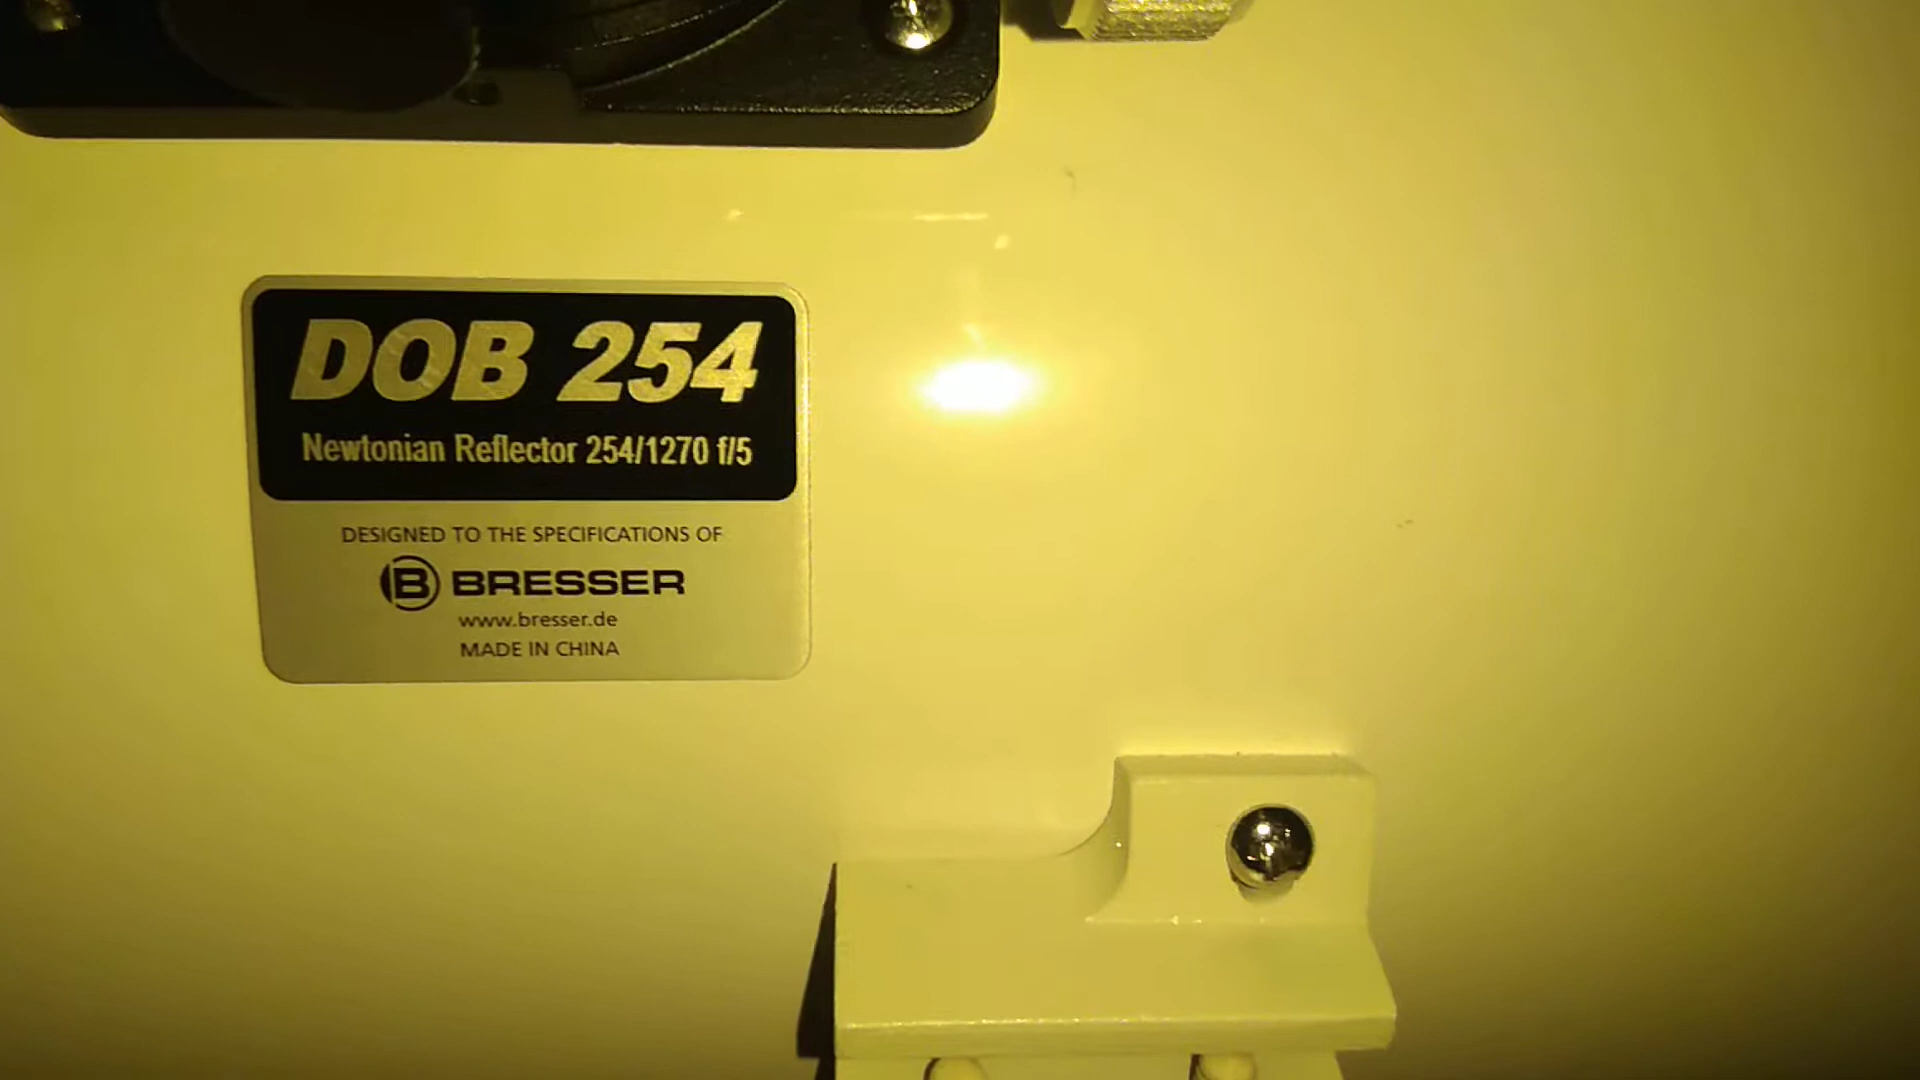 DOB 254
Newtonian Reflector 254/1270 f/5
DESIGNED TO THE SPECIFICATIONS OF
B BRESSER
www.bresser.de
MADE IN CHINA